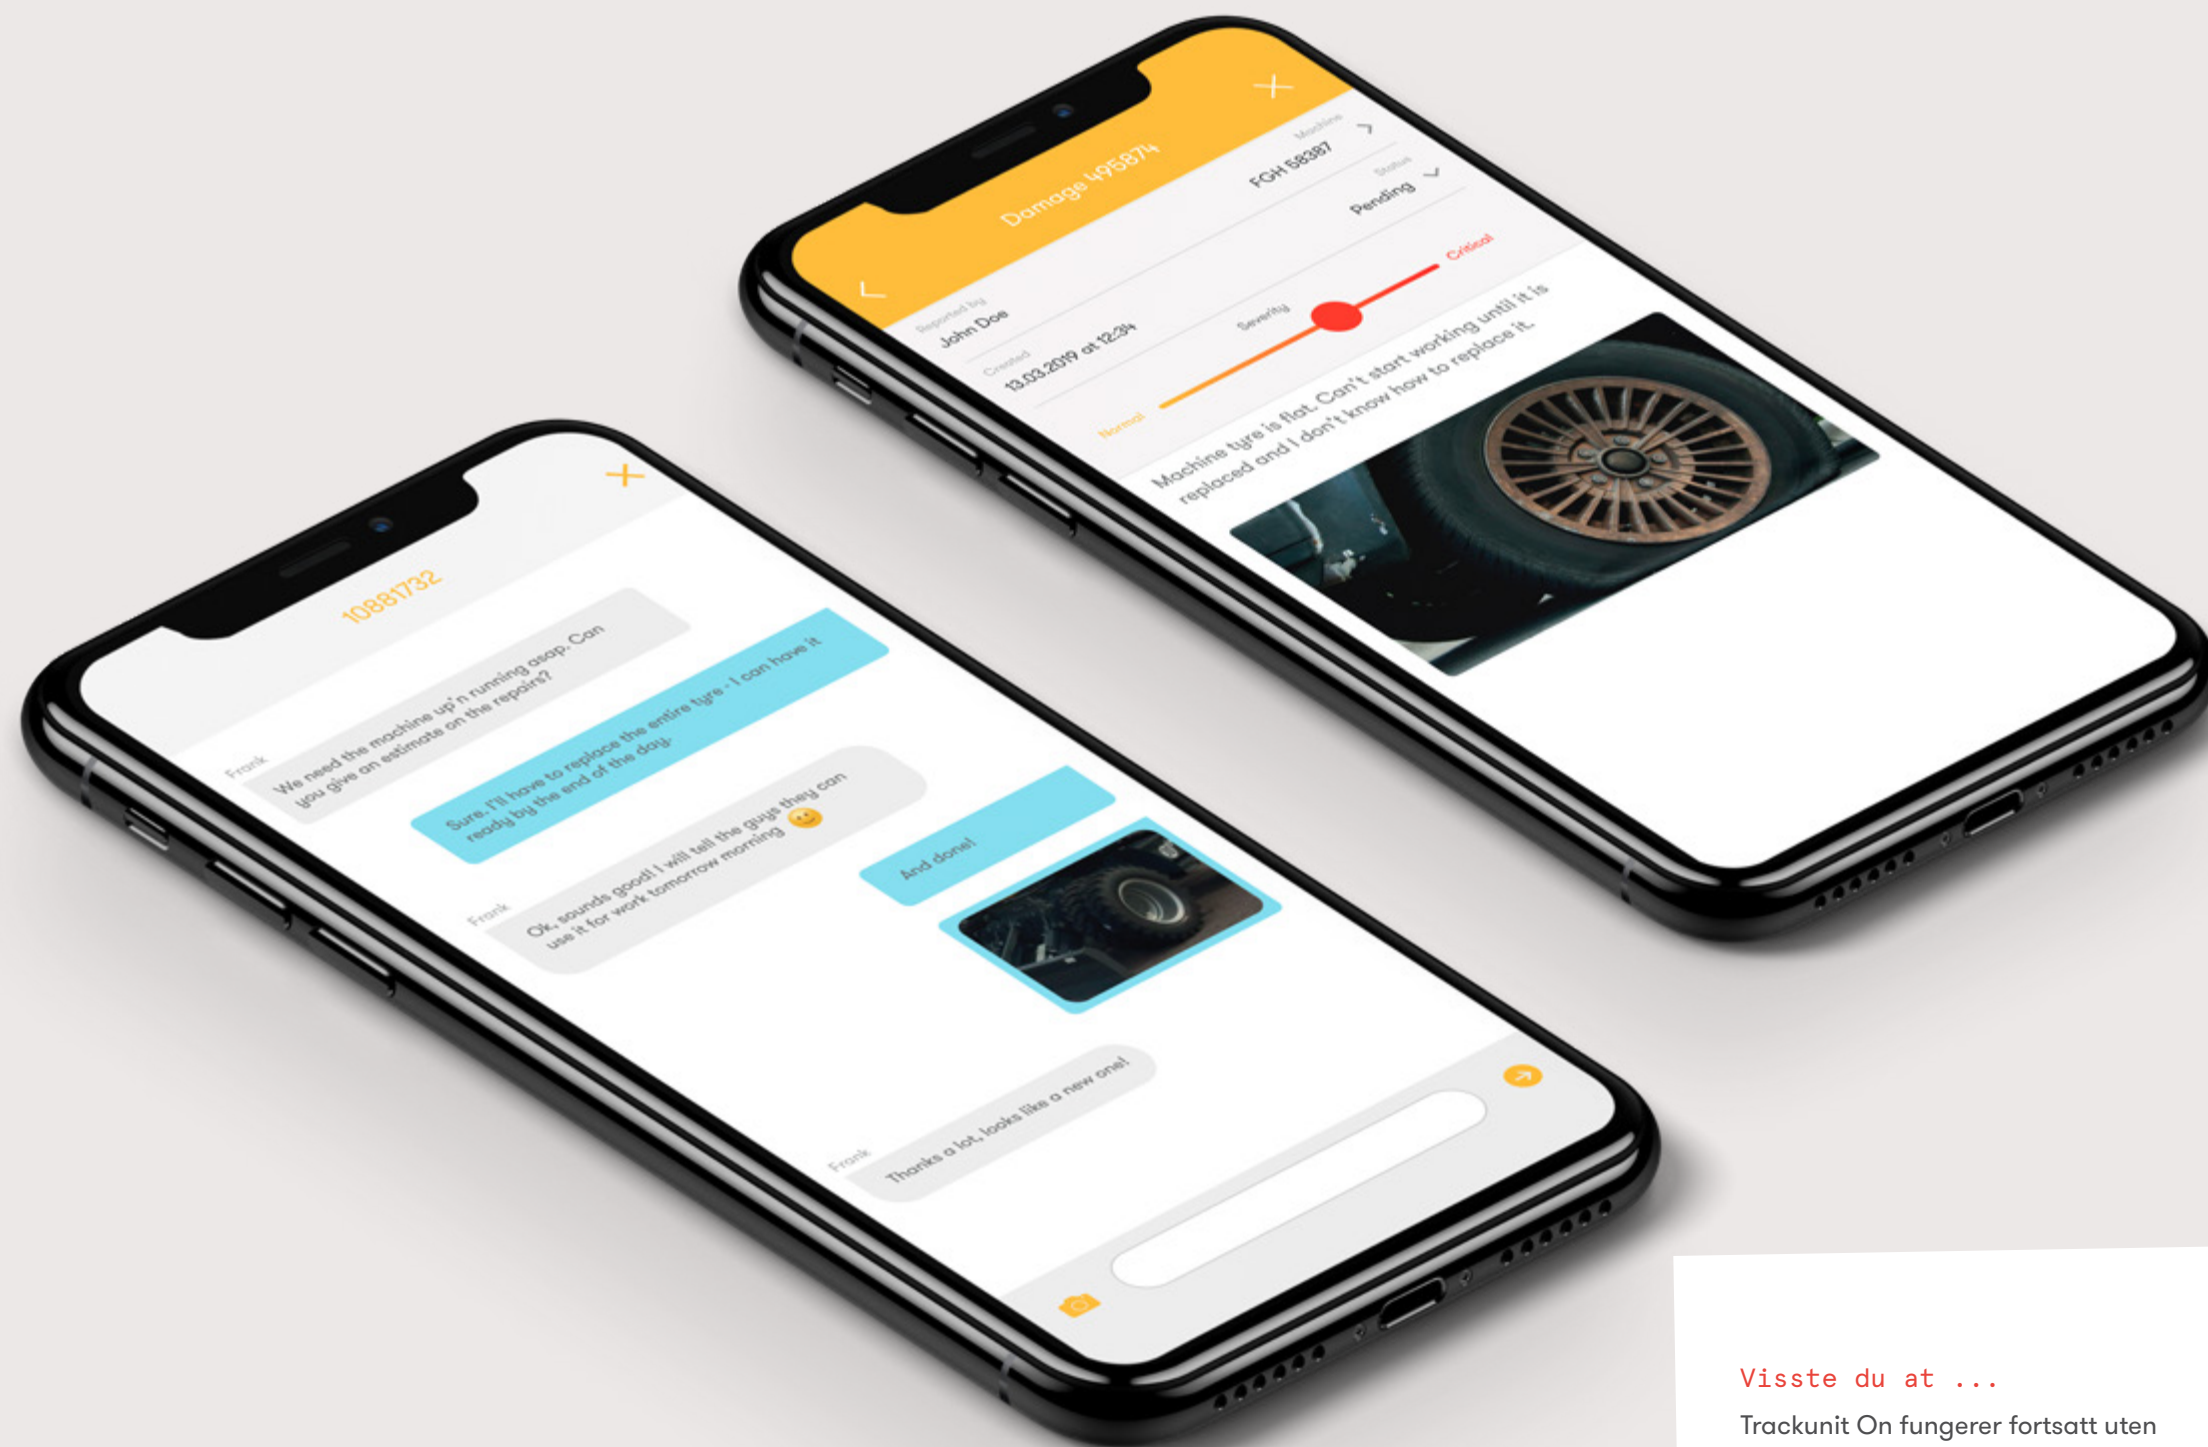 Damage 495874
Reported by
John Doe
Machine
FGH 58387
Created
13.03.2019 at 12:34
Status
Pending
Severity
Normal
Critical
Machine tyre is flat. Can't start working until it is
replaced and I don't know how to replace it.
10881732
Frank
We need the machine up'n running asap. Can
you give an estimate on the repairs?
Sure. I'll have to replace the entire tyre - I can have it
ready by the end of the day.
Frank
Ok, sounds good! I will tell the guys they can
use it for work tomorrow morning 🙂
And done!
Frank
Thanks a lot, looks like a new one!
Visste du at ...
Trackunit On fungerer fortsatt uten